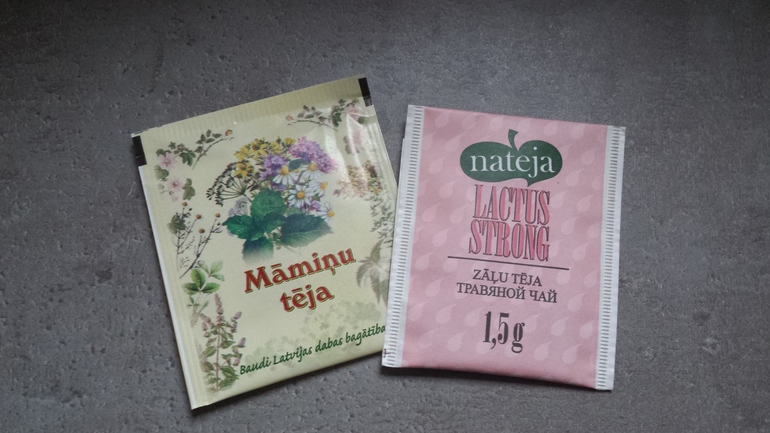 Māmiņu
tēja
Baudi Latvijas dabas bagātības
nateja
LACTUS
STRONG
ZĀĻU TĒJA
ТРАВЯНОЙ ЧАЙ
1,5g